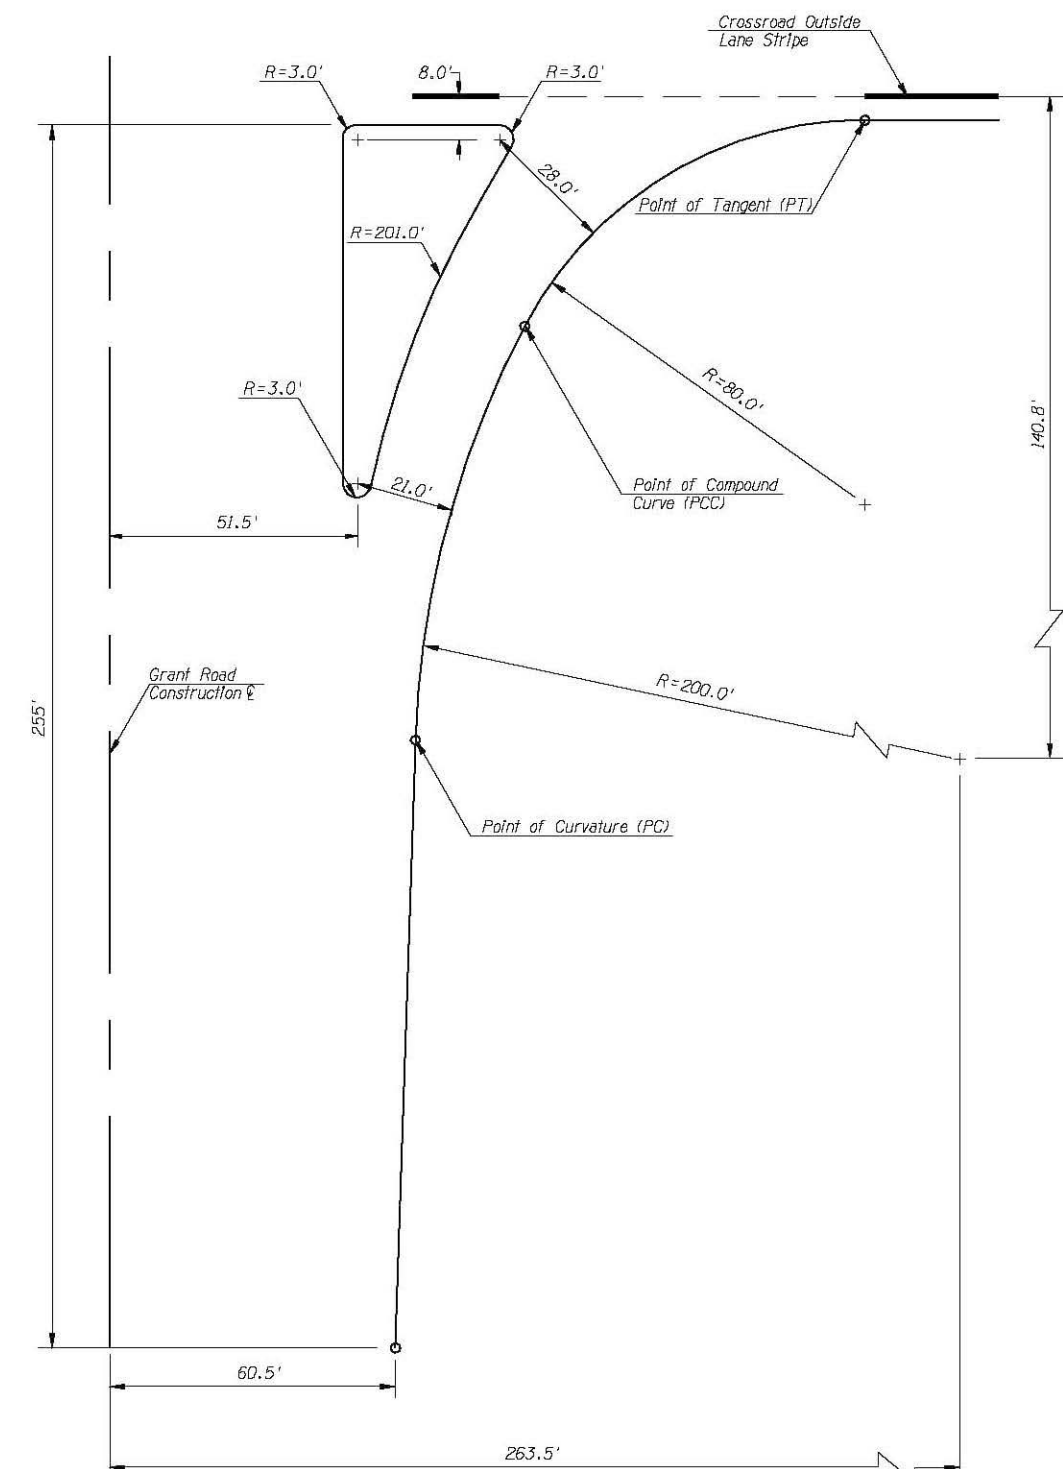 Crossroad Outside
Lane Stripe
R=3.0'
8.0'
R=3.0'
28.0'
Point of Tangent (PT)
R=201.0'
R=3.0'
R=80.0'
140.8'
21.0'
Point of Compound
Curve (PCC)
51.5'
Grant Road
Construction ℄
R=200.0'
255'
Point of Curvature (PC)
60.5'
263.5'